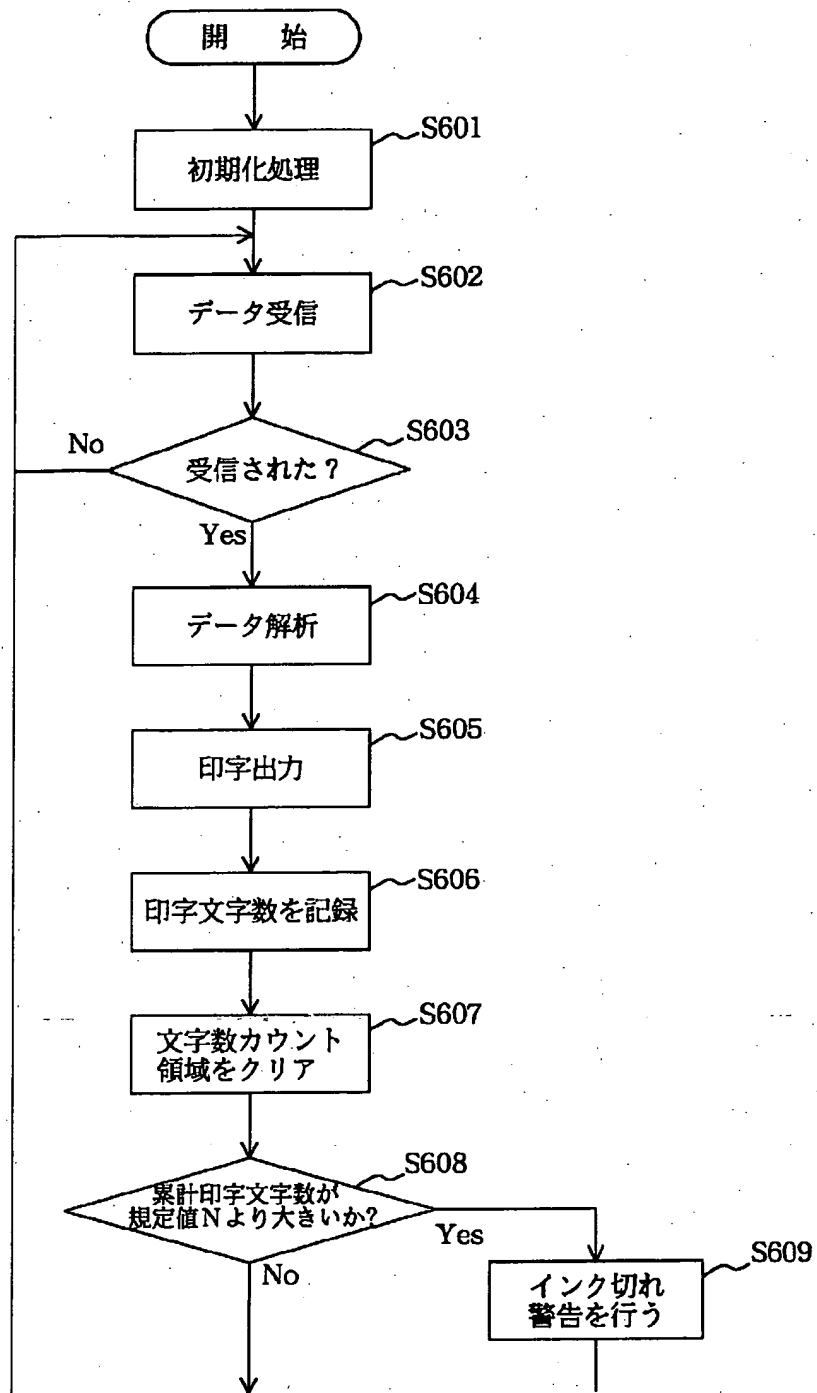 開 始
S601
初期化処理
S602
データ受信
S603
No
受信された?
Yes
S604
データ解析
S605
印字出力
S606
印字文字数を記録
S607
文字数カウント
領域をクリア
S608
累計印字文字数が
規定値Nより大きいか?
Yes
No
S609
インク切れ
警告を行う